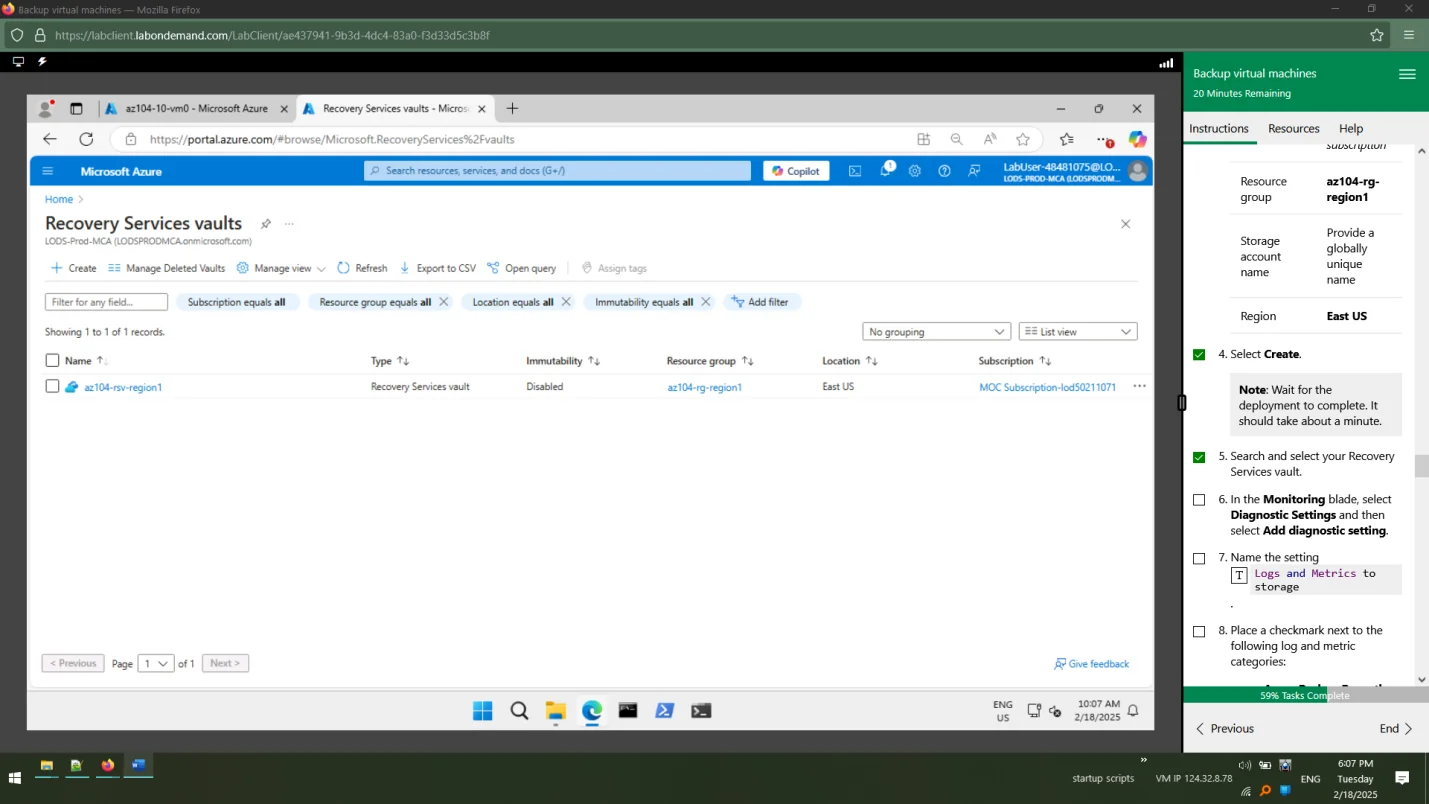 Backup virtual machines — Mozilla Firefox
https://labclient.labondemand.com/LabClient/ae437941-9b3d-4dc4-83a0-f3d33d5c3b8f
az104-10-vm0 - Microsoft Azure
Recovery Services vaults - Micros
https://portal.azure.com/#browse/Microsoft.RecoveryServices%2Fvaults
Microsoft Azure
Search resources, services, and docs (G+/)
Copilot
1
LabUser-48481075@LO...
LODS-PROD-MCA (LODSPRODM...
Home >
Recovery Services vaults
LODS-Prod-MCA (LODSPRODMCA.onmicrosoft.com)
Create
Manage Deleted Vaults
Manage view
Refresh
Export to CSV
Open query
Assign tags
Filter for any field...
Subscription equals all
Resource group equals all
Location equals all
Immutability equals all
Add filter
Showing 1 to 1 of 1 records.
No grouping
List view
Name
Type
Immutability
Resource group
Location
Subscription
az104-rsv-region1
Recovery Services vault
Disabled
az104-rg-region1
East US
MOC Subscription-lod50211071
< Previous
Page
1
of 1
Next >
Give feedback
ENG
US
10:07 AM
2/18/2025
Backup virtual machines
20 Minutes Remaining
Instructions
Resources
Help
subscription
Resource group
az104-rg-region1
Storage account name
Provide a globally unique name
Region
East US
4. Select Create.
Note: Wait for the
deployment to complete. It
should take about a minute.
5. Search and select your Recovery
Services vault.
6. In the Monitoring blade, select
Diagnostic Settings and then
select Add diagnostic setting.
7. Name the setting
T
Logs and Metrics to
storage
.
8. Place a checkmark next to the
following log and metric
categories:
59% Tasks Complete
< Previous
End >
startup scripts
VM IP 124.32.8.78
ENG
6:07 PM
Tuesday
2/18/2025